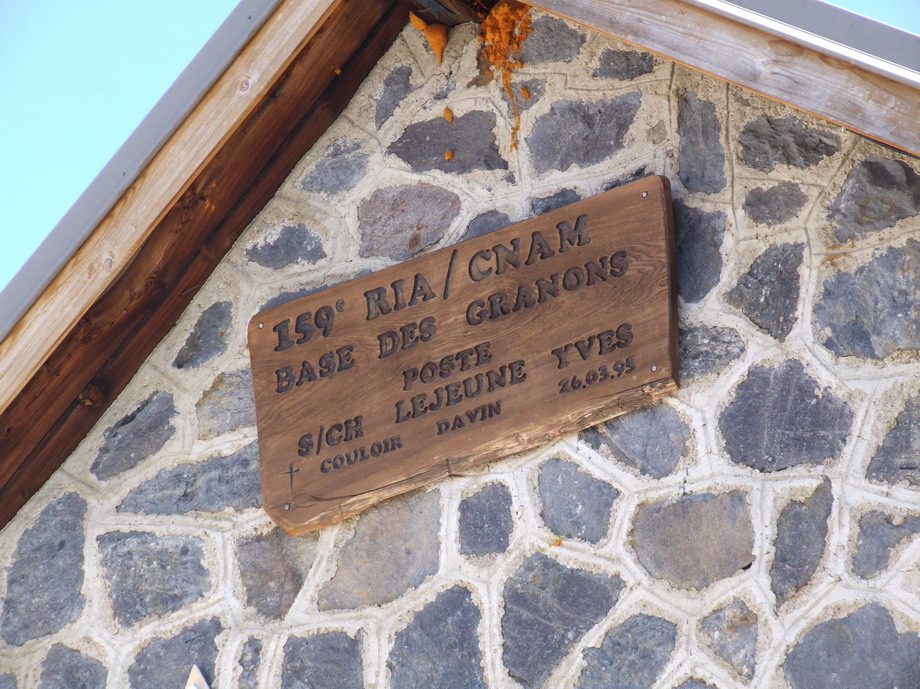 159e RIA/CNAM
BASE DES GRANONS
POSTE
S/CH LEJEUNE YVES
† COULOIR DAVIN 26.03.95